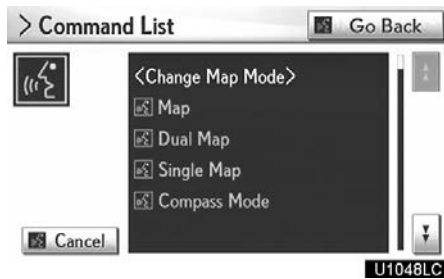 > Command List
Go Back
<Change Map Mode>
Map
Dual Map
Single Map
Compass Mode
Cancel
U1048LC